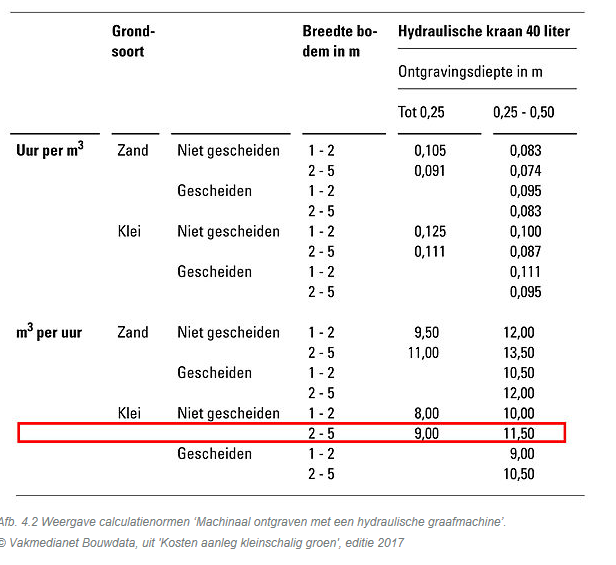 Grond- Breedte bo- Hydraulische kraan 40 liter
soort dem in m
Ontgravingsdiepte in m
Tot 0,25 0,25 - 0,50
Uur per m³ Zand Niet gescheiden 1 - 2 0,105 0,083
2 - 5 0,091 0,074
Gescheiden 1 - 2 0,095
2 - 5 0,083
Klei Niet gescheiden 1 - 2 0,125 0,100
2 - 5 0,111 0,087
Gescheiden 1 - 2 0,111
2 - 5 0,095
m³ per uur Zand Niet gescheiden 1 - 2 9,50 12,00
2 - 5 11,00 13,50
Gescheiden 1 - 2 10,50
2 - 5 12,00
Klei Niet gescheiden 1 - 2 8,00 10,00
2 - 5 9,00 11,50
Gescheiden 1 - 2 9,00
2 - 5 10,50
Afb. 4.2 Weergave calculatienormen ‘Machinaal ontgraven met een hydraulische graafmachine’.
© Vakmedianet Bouwdata, uit 'Kosten aanleg kleinschalig groen', editie 2017